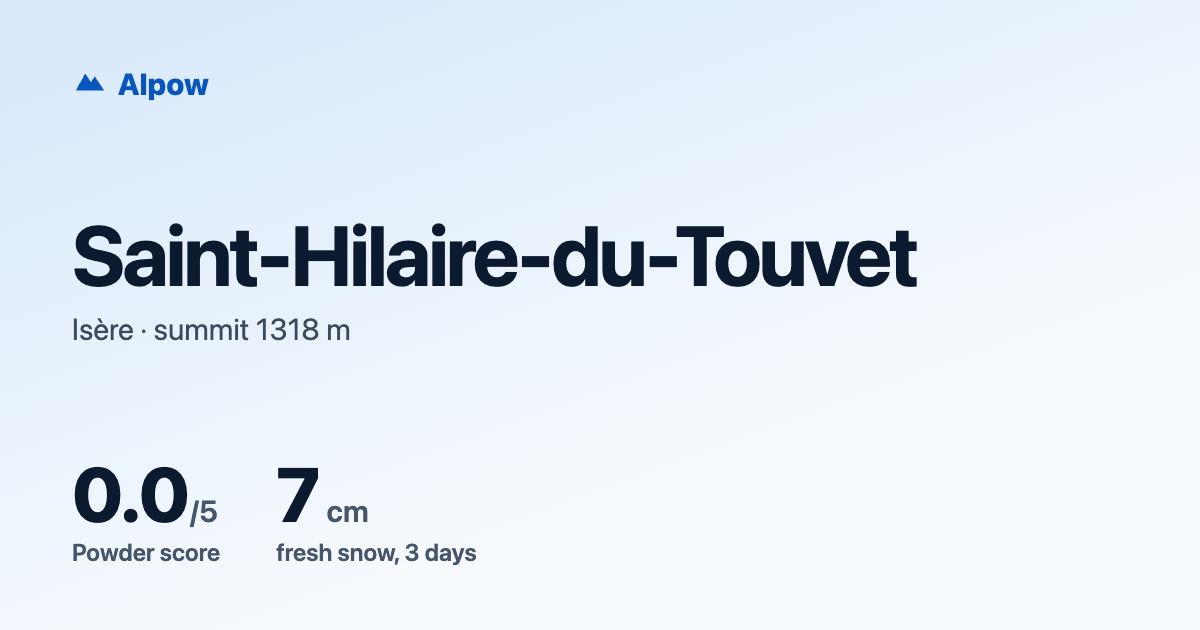 Alpow
Saint-Hilaire-du-Touvet
Isère · summit 1318 m
0.0/5 7 cm
Powder score fresh snow, 3 days